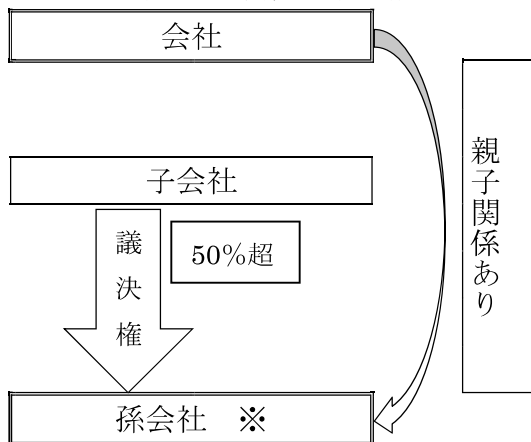 会社
子会社
議決権
50%超
親子関係あり
孫会社 ※